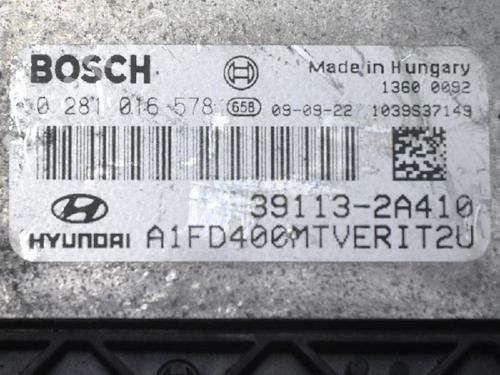 BOSCH Made in Hungary
1360 0092
0 281 016 578 65B 09-09-22 1039S37149
39113-2A410
HYUNDAI A1FD400MTVERIT2U